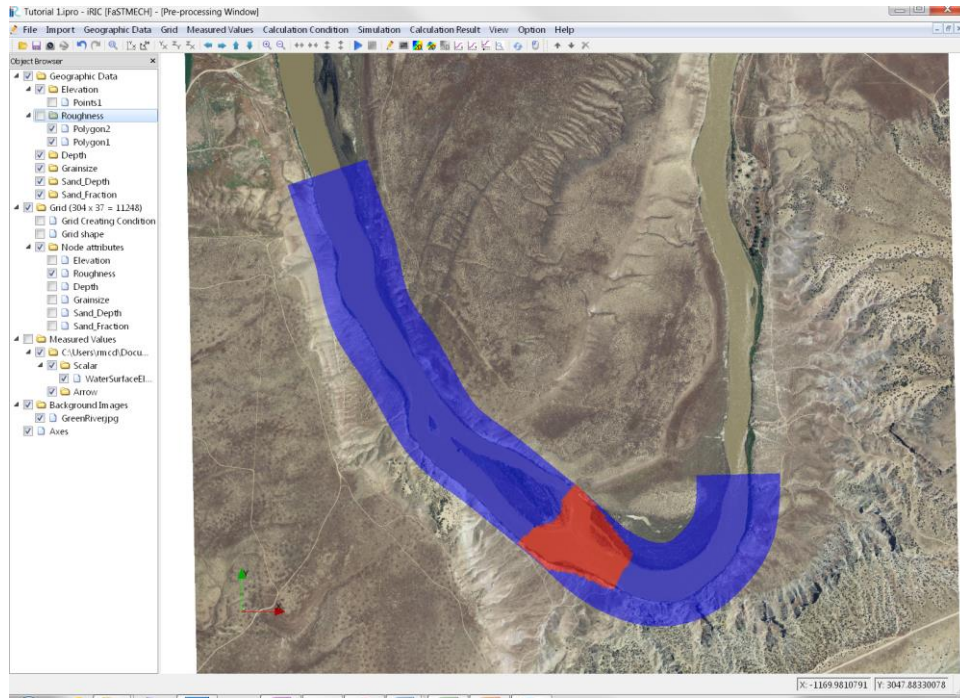 Tutorial 1.ipro - iRIC [FaSTMECH] - [Pre-processing Window]
File Import Geographic Data Grid Measured Values Calculation Condition Simulation Calculation Result View Option Help
Object Browser
Geographic Data
Elevation
Points1
Roughness
Polygon2
Polygon1
Depth
Grainsize
Sand_Depth
Sand_Fraction
Grid (304 x 37 = 11248)
Grid Creating Condition
Grid shape
Node attributes
Elevation
Roughness
Depth
Grainsize
Sand_Depth
Sand_Fraction
Measured Values
C:\Users\rmcd\Docu...
Scalar
WaterSurfaceEl...
Arrow
Background Images
GreenRiver.jpg
Axes
X: -1169.9810791 Y: 3047.88330078